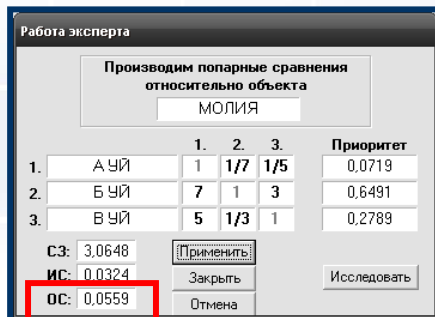 Работа эксперта
Производим попарные сравнения
относительно объекта
МОЛИЯ
1. 2. 3. Приоритет
1. А УЙ 1 1/7 1/5 0,0719
2. Б УЙ 7 1 3 0,6491
3. В УЙ 5 1/3 1 0,2789
СЗ: 3,0648 Применить
ИС: 0,0324 Закрыть Исследовать
ОС: 0,0559 Отмена